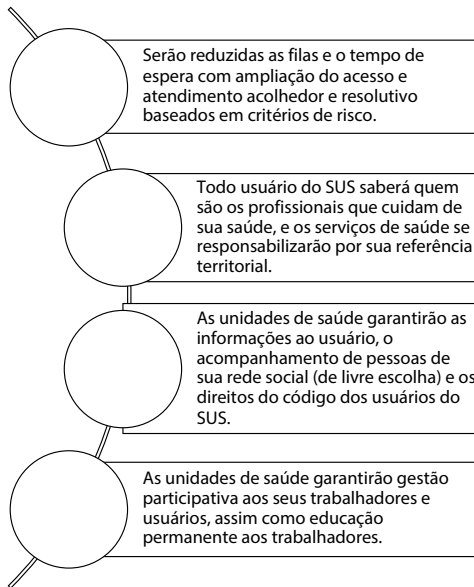 Serão reduzidas as filas e o tempo de
espera com ampliação do acesso e
atendimento acolhedor e resolutivo
baseados em critérios de risco.
Todo usuário do SUS saberá quem
são os profissionais que cuidam de
sua saúde, e os serviços de saúde se
responsabilizarão por sua referência
territorial.
As unidades de saúde garantirão as
informações ao usuário, o
acompanhamento de pessoas de
sua rede social (de livre escolha) e os
direitos do código dos usuários do
SUS.
As unidades de saúde garantirão gestão
participativa aos seus trabalhadores e
usuários, assim como educação
permanente aos trabalhadores.